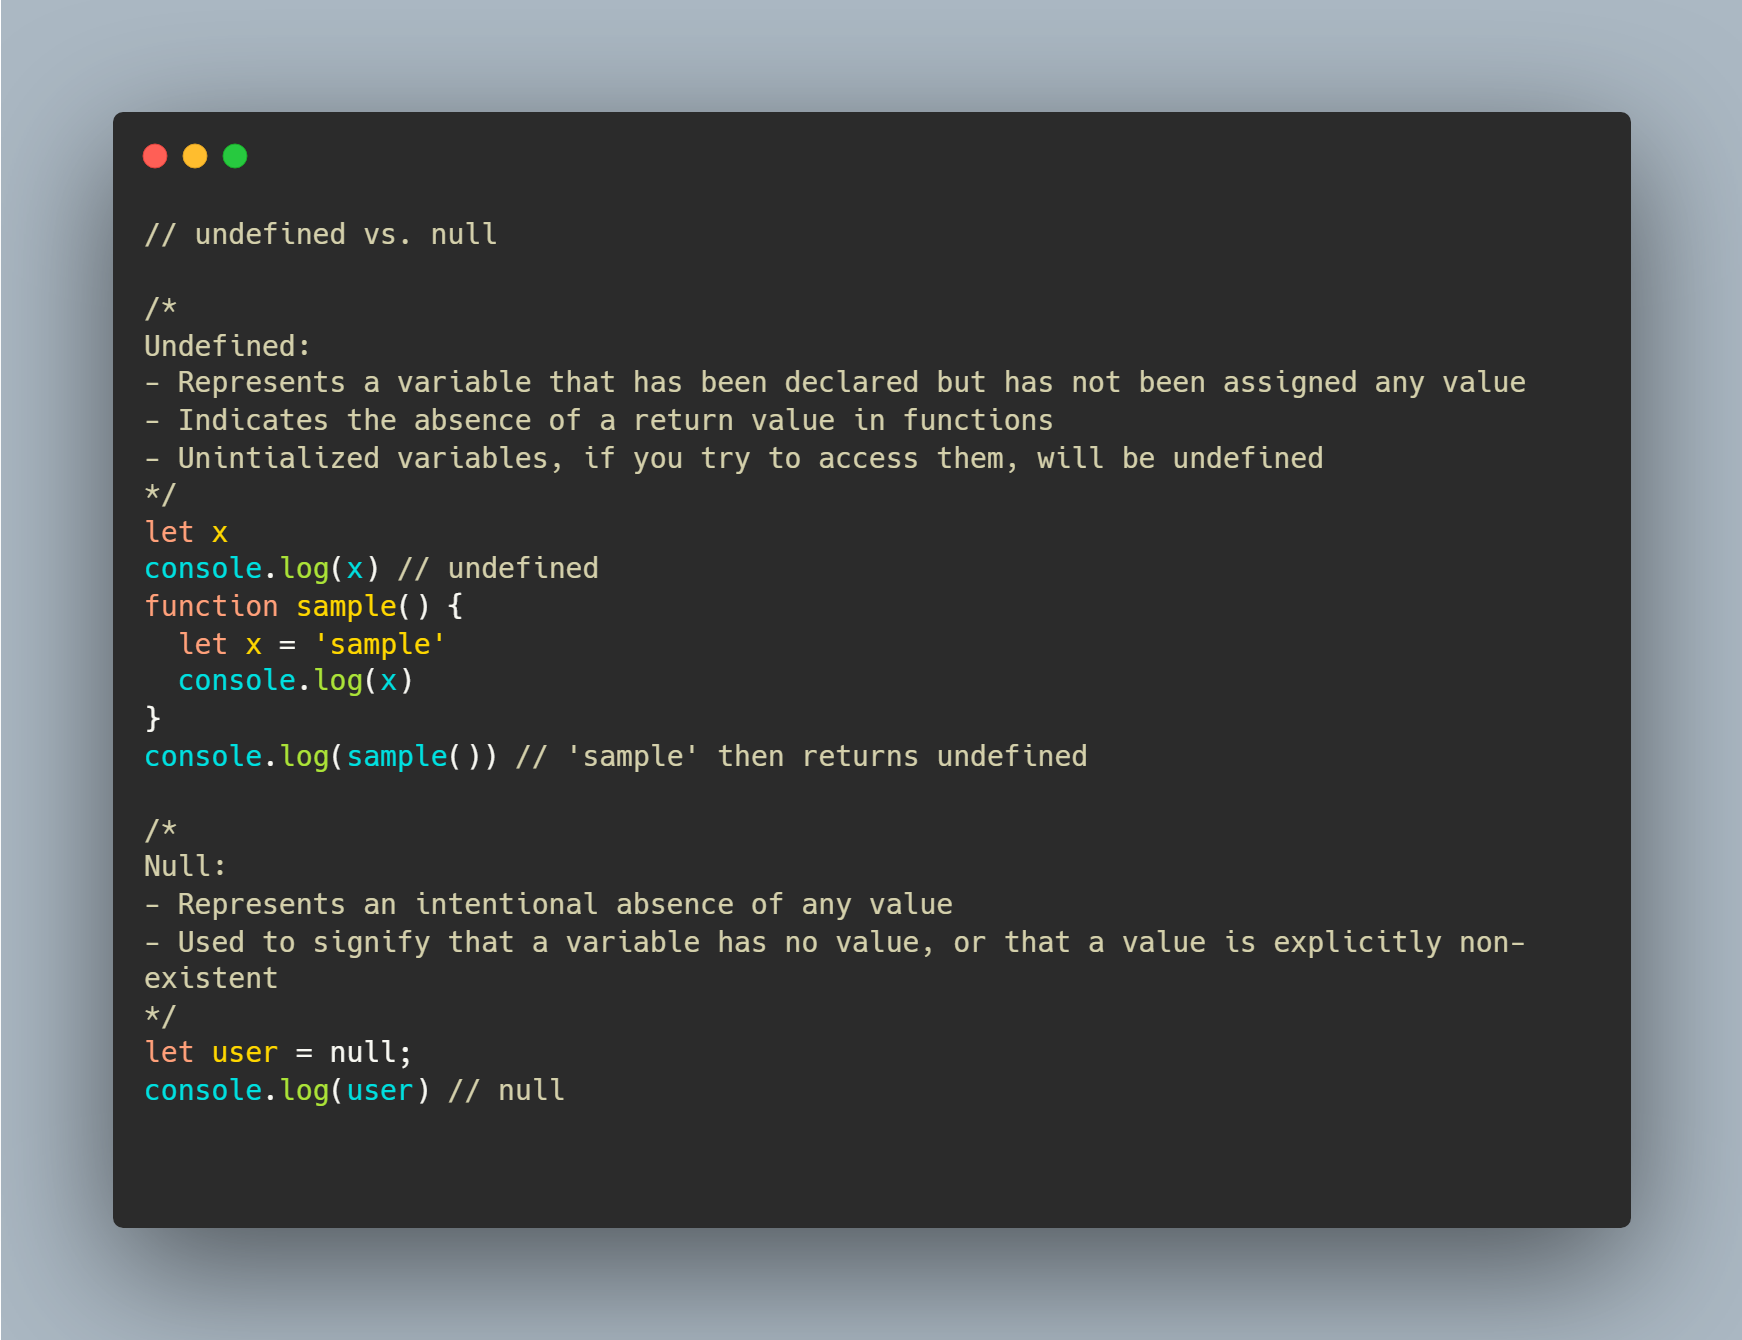 // undefined vs. null
/*
Undefined:
- Represents a variable that has been declared but has not been assigned any value
- Indicates the absence of a return value in functions
- Unintialized variables, if you try to access them, will be undefined
*/
let x
console.log(x) // undefined
function sample() {
  let x = 'sample'
  console.log(x)
}
console.log(sample()) // 'sample' then returns undefined
/*
Null:
- Represents an intentional absence of any value
- Used to signify that a variable has no value, or that a value is explicitly non-
existent
*/
let user = null;
console.log(user) // null